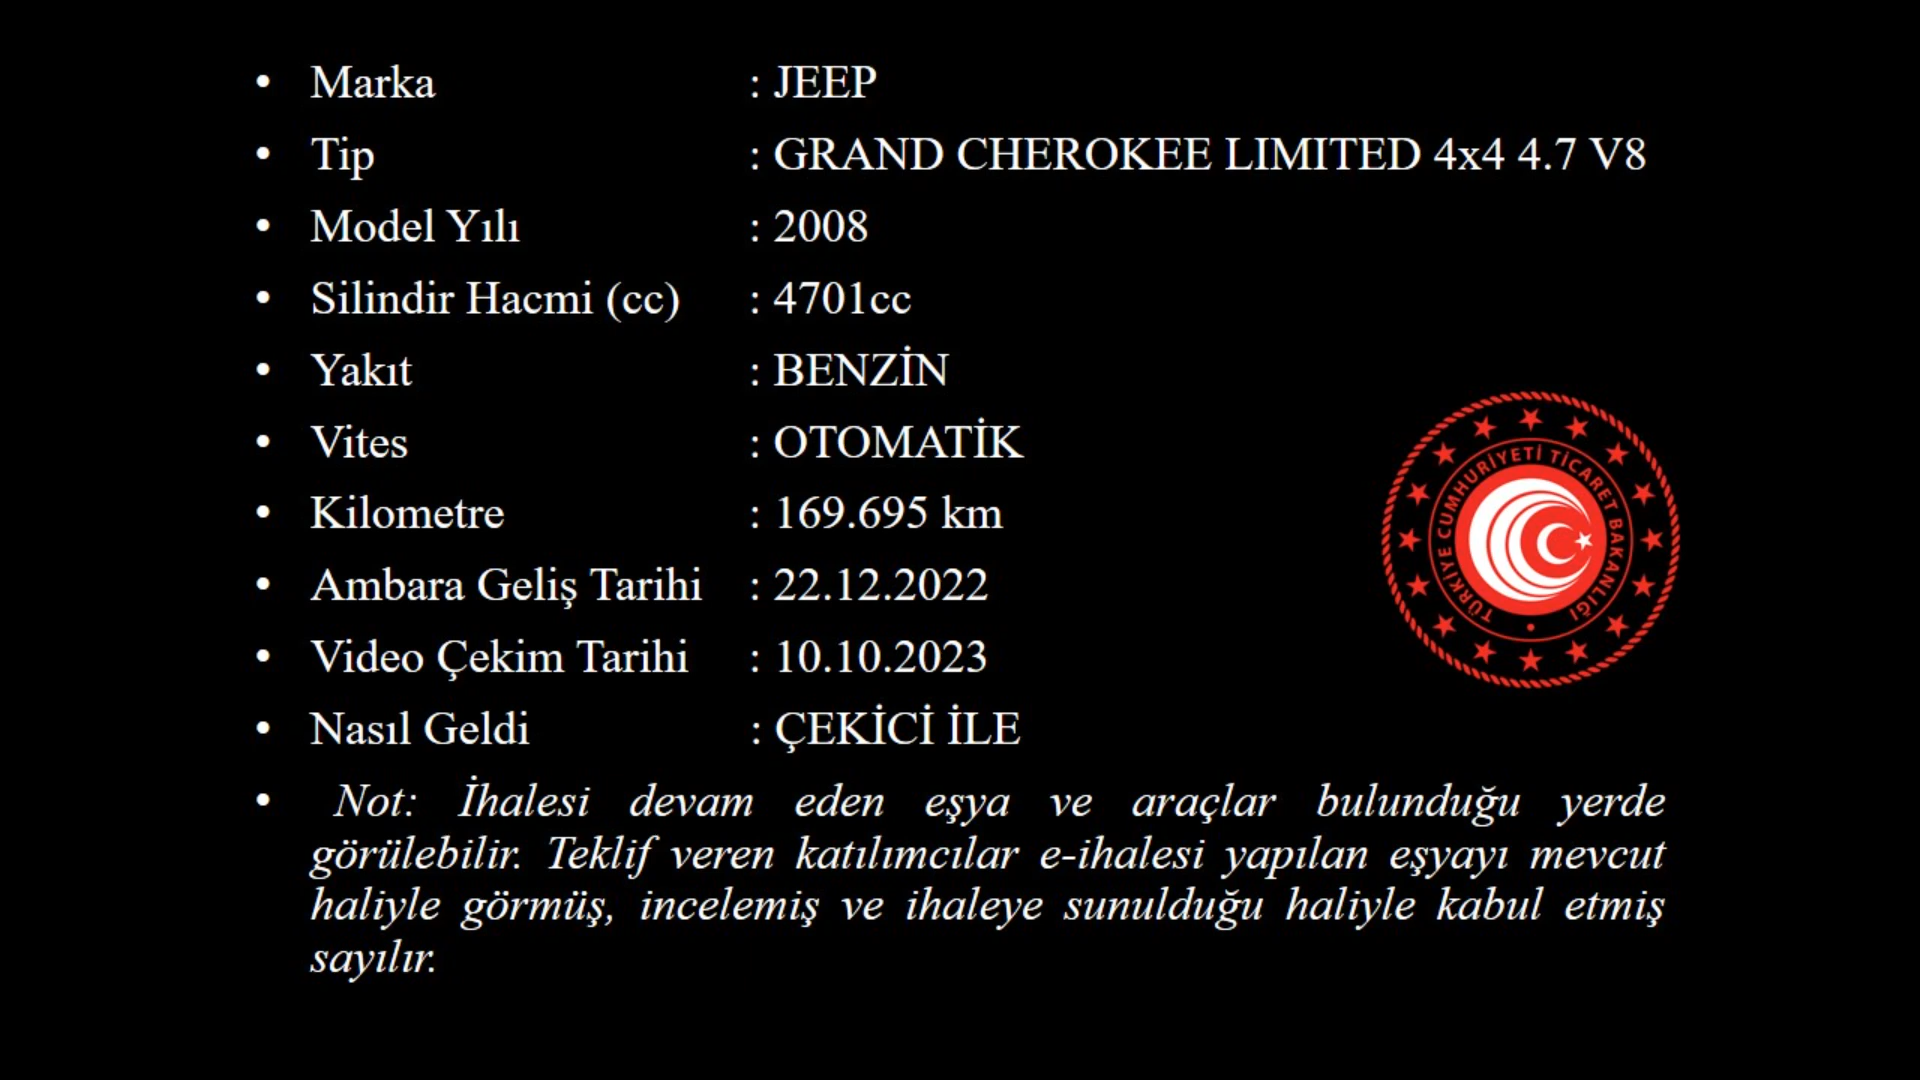 • Marka : JEEP
• Tip : GRAND CHEROKEE LIMITED 4x4 4.7 V8
• Model Yılı : 2008
• Silindir Hacmi (cc) : 4701cc
• Yakıt : BENZİN
• Vites : OTOMATİK
• Kilometre : 169.695 km
• Ambara Geliş Tarihi : 22.12.2022
• Video Çekim Tarihi : 10.10.2023
• Nasıl Geldi : ÇEKİCİ İLE
• Not: İhalesi devam eden eşya ve araçlar bulunduğu yerde
görülebilir. Teklif veren katılımcılar e-ihalesi yapılan eşyayı mevcut
haliyle görmüş, incelemiş ve ihaleye sunulduğu haliyle kabul etmiş
sayılır.
TÜRKİYE CUMHURİYETİ TİCARET BAKANLIĞI